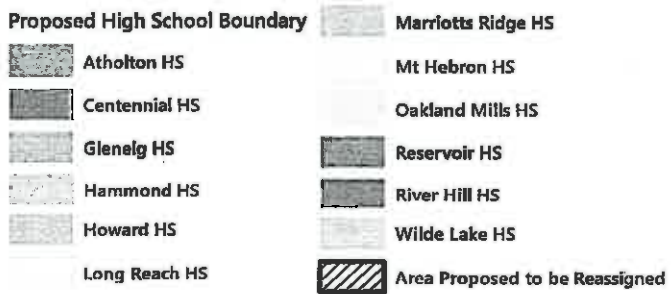 Proposed High School Boundary
Atholton HS
Centennial HS
Glenelg HS
Hammond HS
Howard HS
Long Reach HS
Marriotts Ridge HS
Mt Hebron HS
Oakland Mills HS
Reservoir HS
River Hill HS
Wilde Lake HS
Area Proposed to be Reassigned